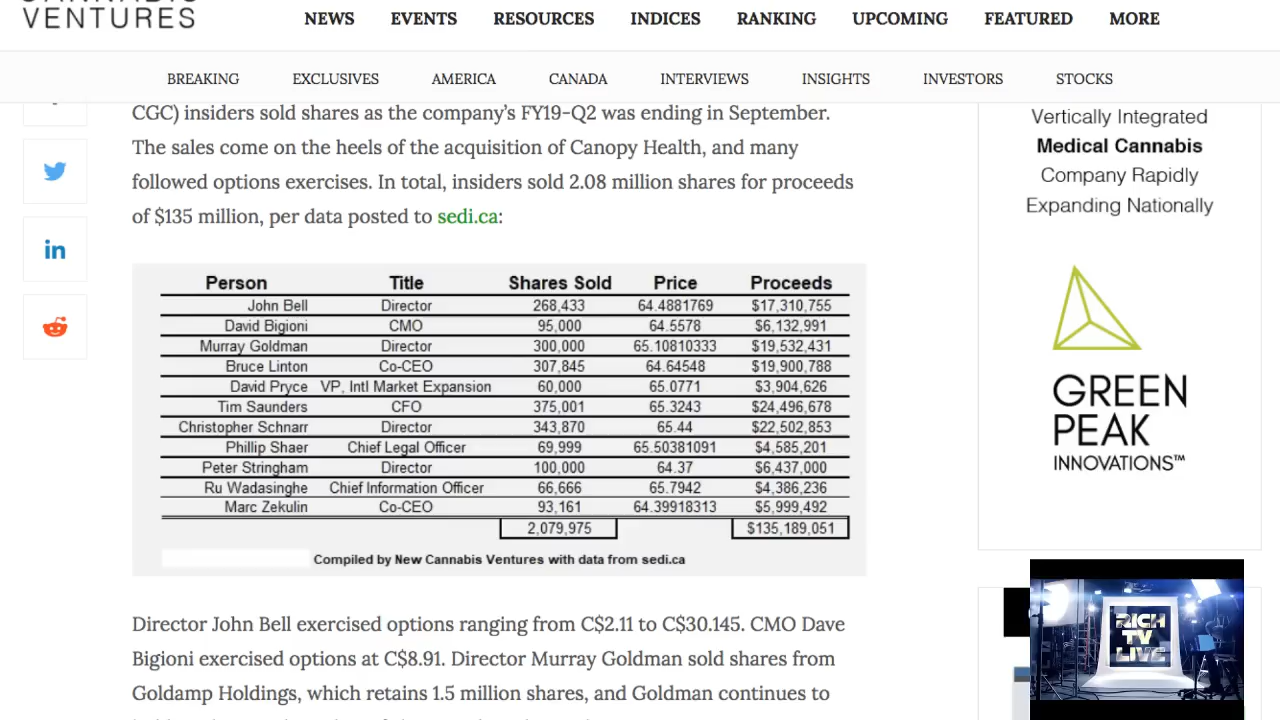 CANNABIS
VENTURES
NEWS EVENTS RESOURCES INDICES RANKING UPCOMING FEATURED MORE
BREAKING EXCLUSIVES AMERICA CANADA INTERVIEWS INSIGHTS INVESTORS STOCKS
CGC) insiders sold shares as the company’s FY19-Q2 was ending in September.
The sales come on the heels of the acquisition of Canopy Health, and many
followed options exercises. In total, insiders sold 2.08 million shares for proceeds
of $135 million, per data posted to sedi.ca:
Person Title Shares Sold Price Proceeds
John Bell Director 268,433 64.4881769 $17,310,755
David Bigioni CMO 95,000 64.5578 $6,132,991
Murray Goldman Director 300,000 65.10810333 $19,532,431
Bruce Linton Co-CEO 307,845 64.64548 $19,900,788
David Pryce VP, Intl Market Expansion 60,000 65.0771 $3,904,626
Tim Saunders CFO 375,001 65.3243 $24,496,678
Christopher Schnarr Director 343,870 65.44 $22,502,853
Phillip Shaer Chief Legal Officer 69,999 65.50381091 $4,585,201
Peter Stringham Director 100,000 64.37 $6,437,000
Ru Wadasinghe Chief Information Officer 66,666 65.7942 $4,386,236
Marc Zekulin Co-CEO 93,161 64.39918313 $5,999,492
2,079,975 $135,189,051
Compiled by New Cannabis Ventures with data from sedi.ca
Director John Bell exercised options ranging from C$2.11 to C$30.145. CMO Dave
Bigioni exercised options at C$8.91. Director Murray Goldman sold shares from
Goldamp Holdings, which retains 1.5 million shares, and Goldman continues to
in
Vertically Integrated
Medical Cannabis
Company Rapidly
Expanding Nationally
GREEN
PEAK
INNOVATIONS™
RICH
TV
LIVE